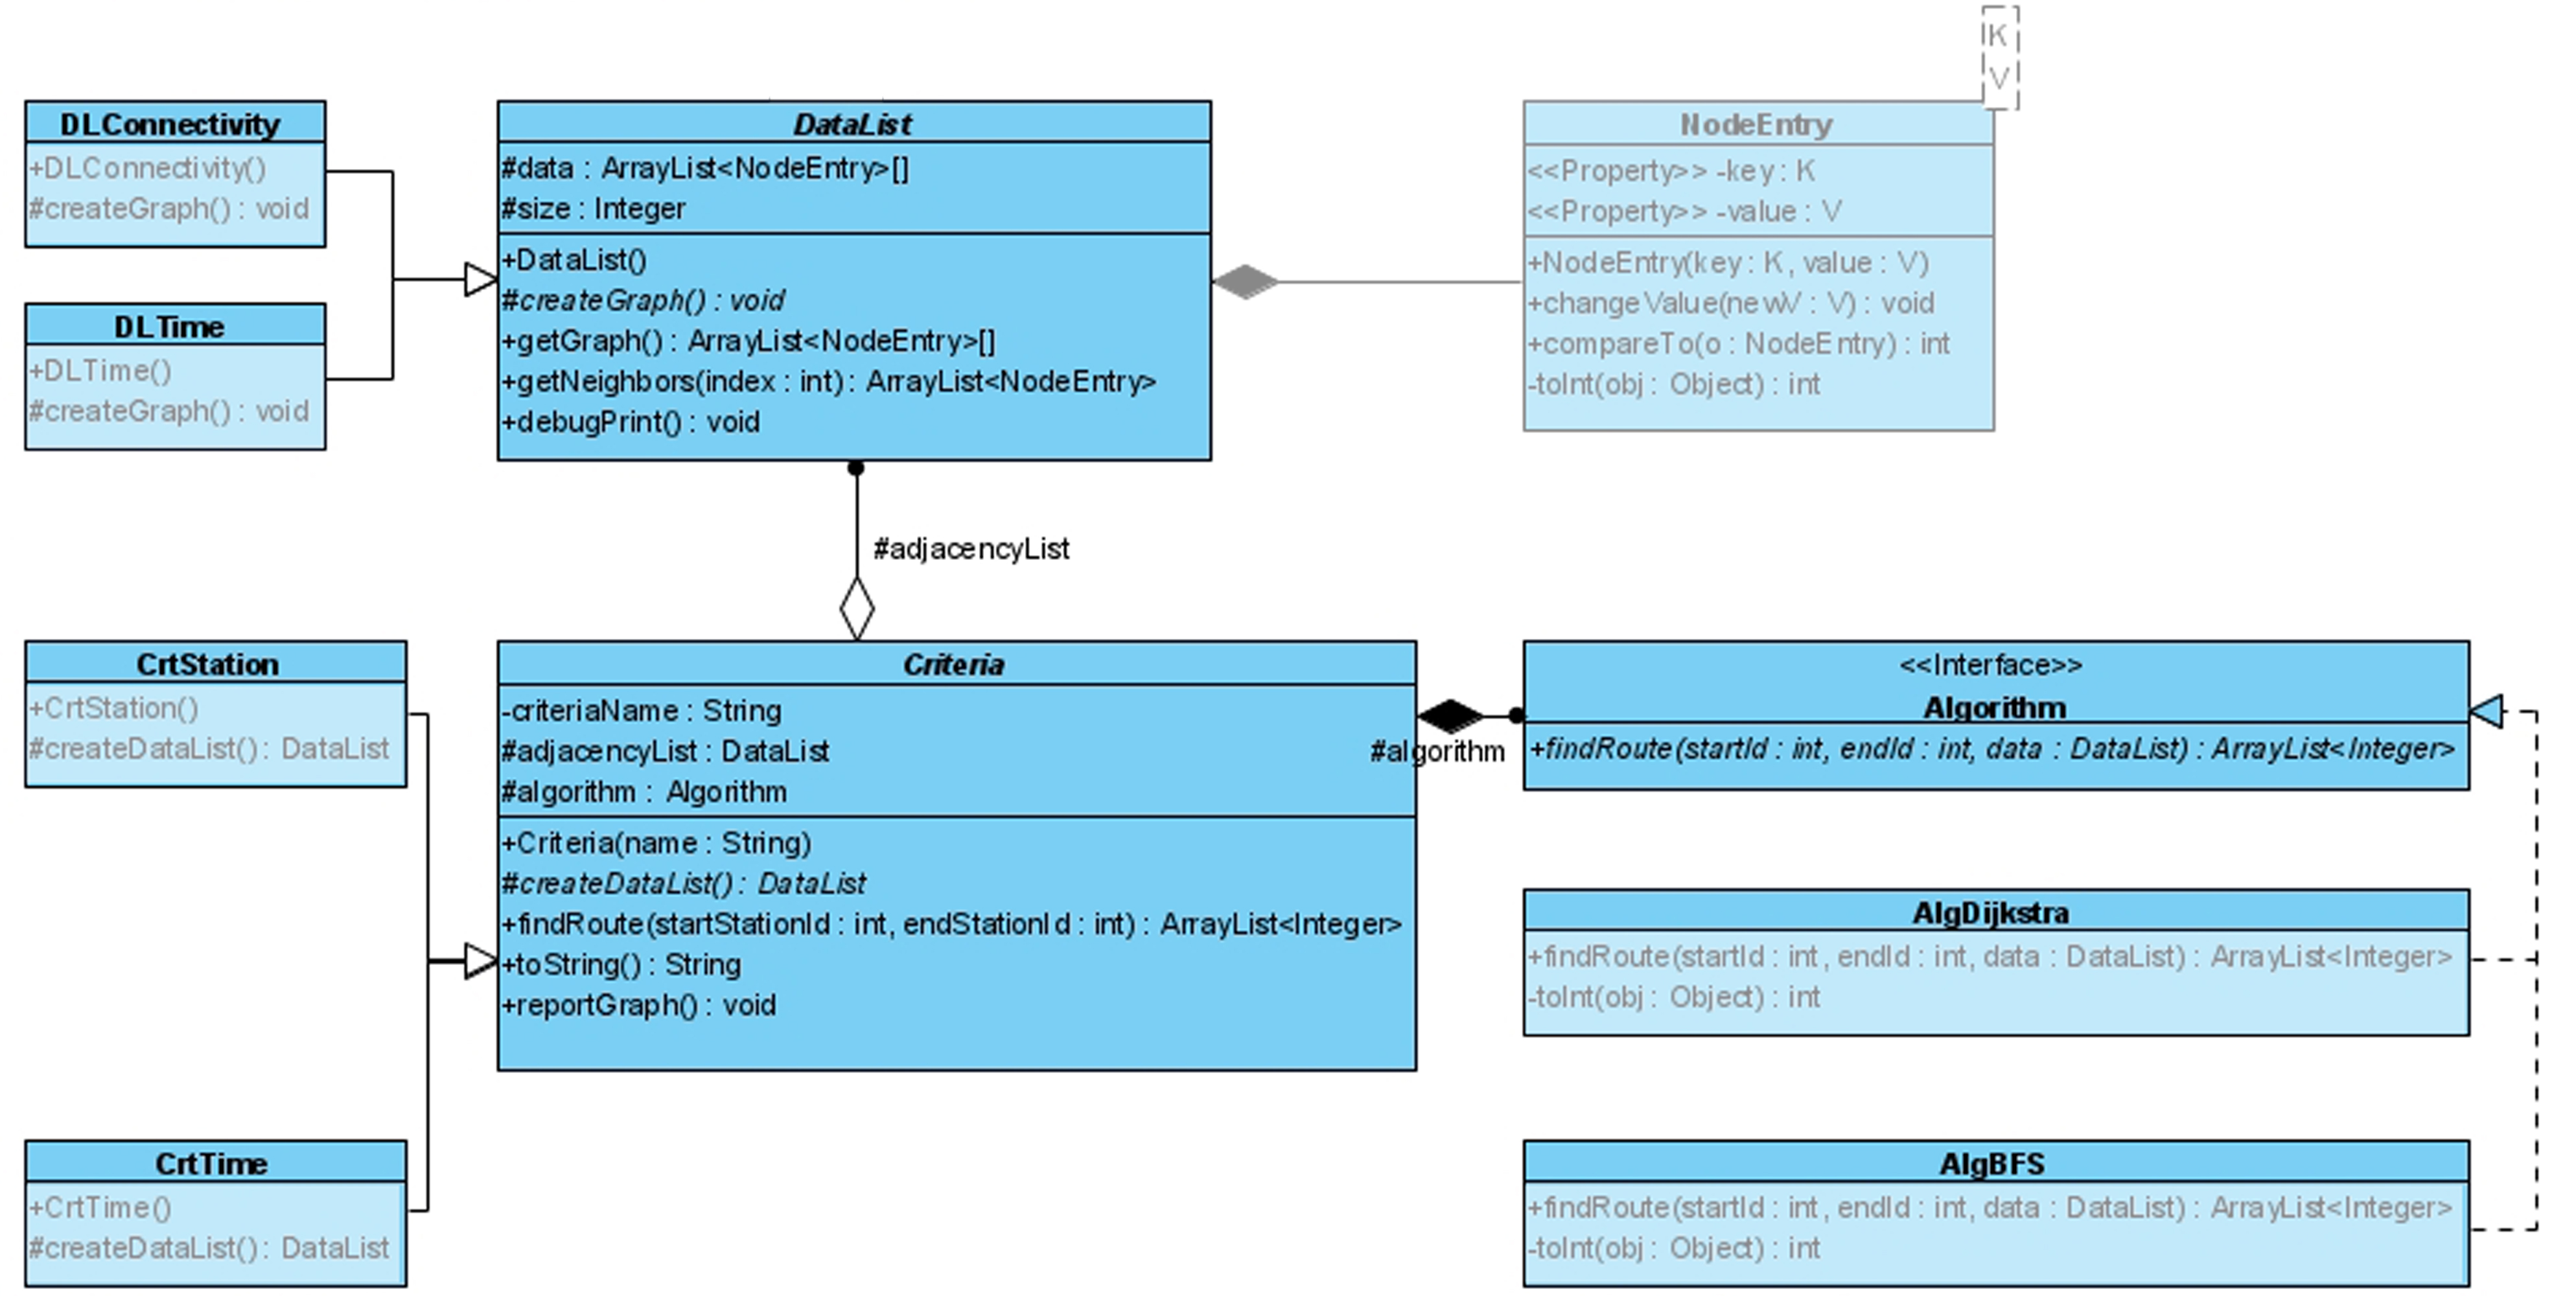 K
V
DLConnectivity
+DLConnectivity()
#createGraph() : void
DLTime
+DLTime()
#createGraph() : void
DataList
#data : ArrayList<NodeEntry>[]
#size : Integer
+DataList()
#createGraph() : void
+getGraph() : ArrayList<NodeEntry>[]
+getNeighbors(index : int) : ArrayList<NodeEntry>
+debugPrint() : void
NodeEntry
<<Property>> -key : K
<<Property>> -value : V
+NodeEntry(key : K, value : V)
+changeValue(newV : V) : void
+compareTo(o : NodeEntry) : int
-toInt(obj : Object) : int
#adjacencyList
CrtStation
+CrtStation()
#createDataList() : DataList
CrtTime
+CrtTime()
#createDataList() : DataList
Criteria
-criteriaName : String
#adjacencyList : DataList
#algorithm : Algorithm
+Criteria(name : String)
#createDataList() : DataList
+findRoute(startStationId : int, endStationId : int) : ArrayList<Integer>
+toString() : String
+reportGraph() : void
#algorithm
<<Interface>>
Algorithm
+findRoute(startId : int, endId : int, data : DataList) : ArrayList<Integer>
AlgDijkstra
+findRoute(startId : int, endId : int, data : DataList) : ArrayList<Integer>
-toInt(obj : Object) : int
AlgBFS
+findRoute(startId : int, endId : int, data : DataList) : ArrayList<Integer>
-toInt(obj : Object) : int